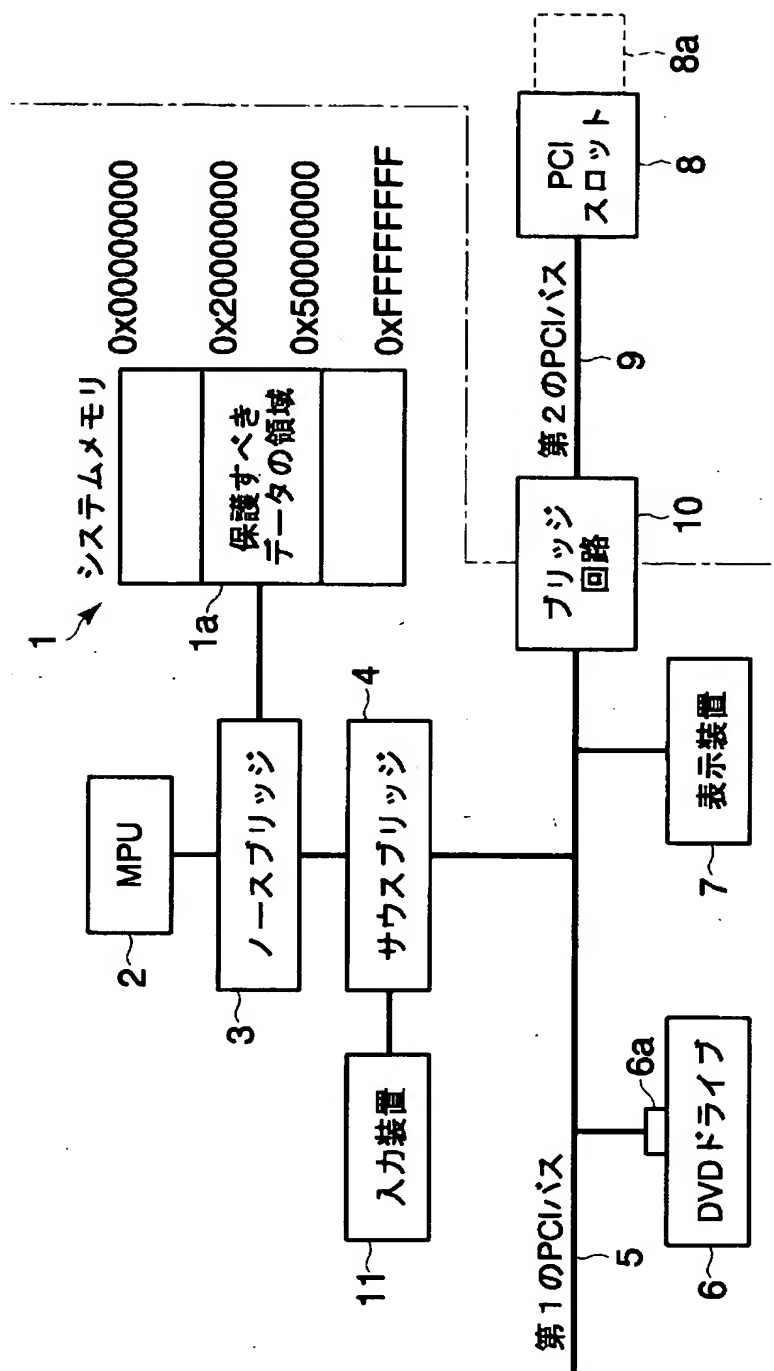 1
システムメモリ
0x00000000
0x20000000
0x50000000
0xFFFFFFFF
保護すべき
データの領域
1a
MPU
2
ノースブリッジ
3
サウスブリッジ
4
入力装置
11
第1のPCIバス
5
DVDドライブ
6
6a
表示装置
7
ブリッジ
回路
10
第2のPCIバス
9
PCI
スロット
8
8a